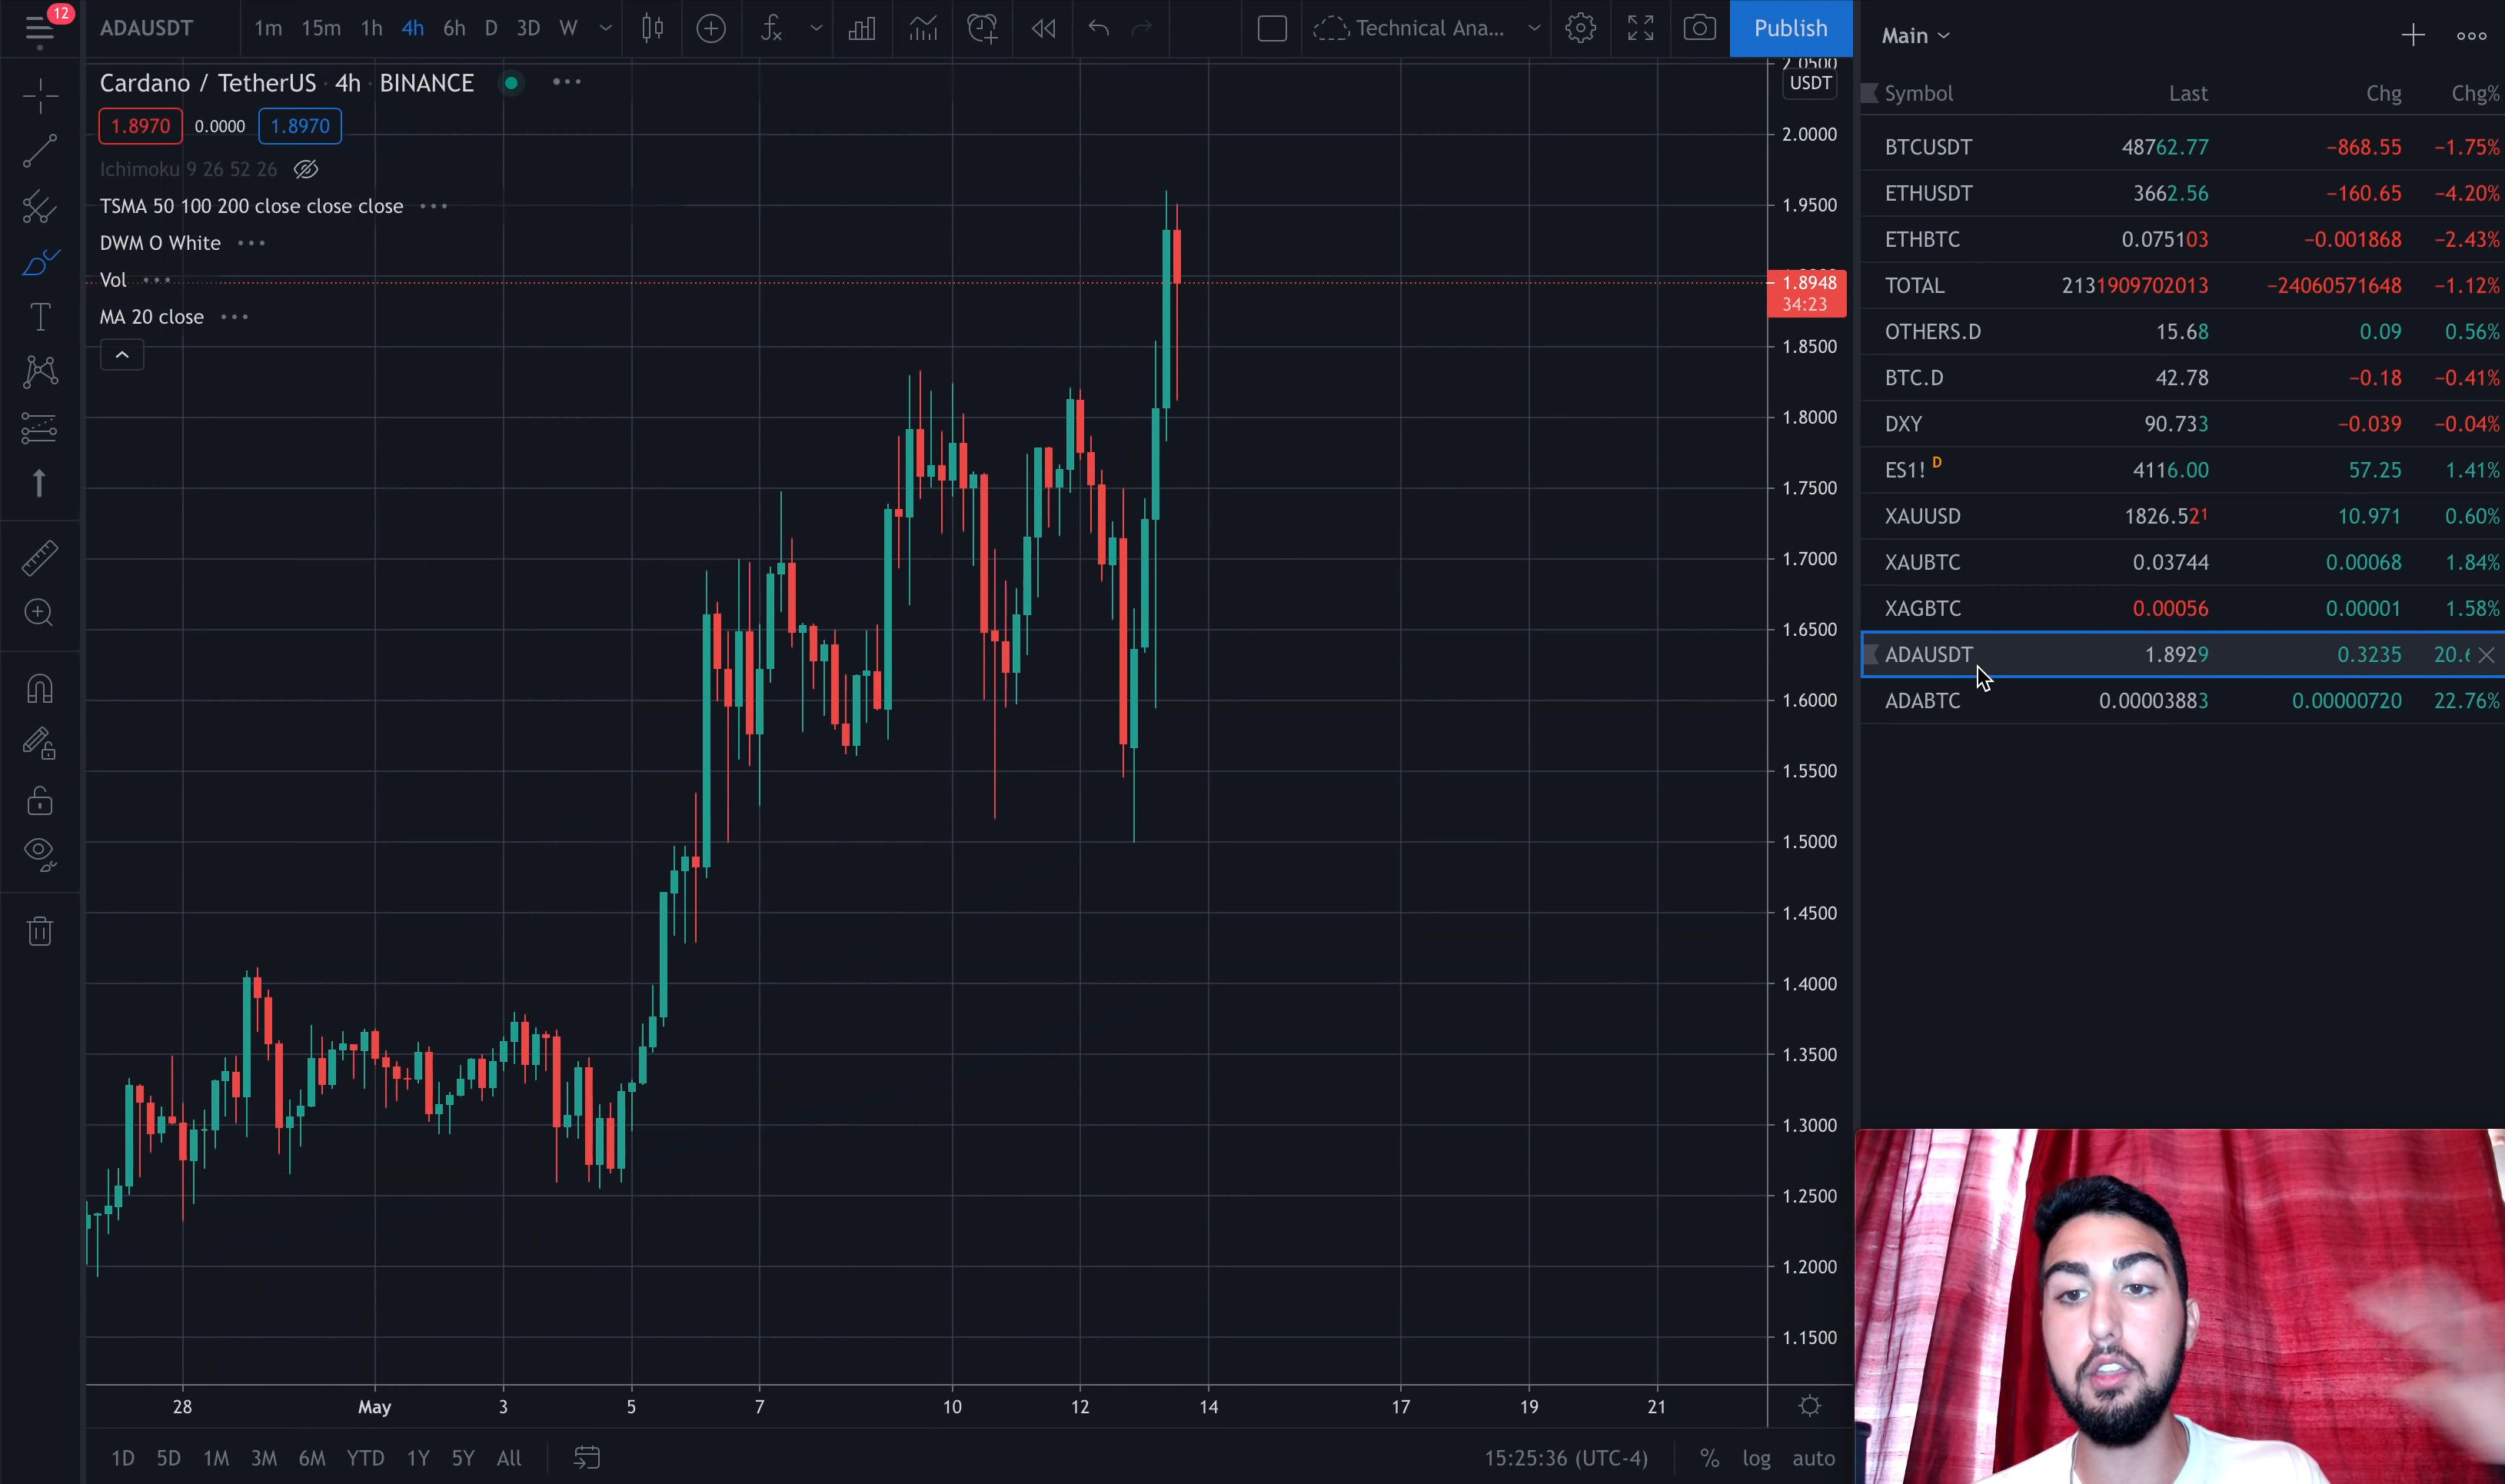 12
ADAUSDT 1m 15m 1h 4h 6h D 3D W fx Technical Ana... Publish
Main
Cardano / TetherUS · 4h · BINANCE
1.8970 0.0000 1.8970
Ichimoku 9 26 52 26
TSMA 50 100 200 close close close
DWM O White
Vol
MA 20 close
2.0500
USDT
2.0000
1.9500
1.8948
34:23
1.8500
1.8000
1.7500
1.7000
1.6500
1.6000
1.5500
1.5000
1.4500
1.4000
1.3500
1.3000
1.2500
1.2000
1.1500
28 May 3 5 7 10 12 14 17 19 21
1D 5D 1M 3M 6M YTD 1Y 5Y All 15:25:36 (UTC-4) % log auto
Symbol Last Chg Chg%
BTCUSDT 48762.77 −868.55 −1.75%
ETHUSDT 3662.56 −160.65 −4.20%
ETHBTC 0.075103 −0.001868 −2.43%
TOTAL 2131909702013 −24060571648 −1.12%
OTHERS.D 15.68 0.09 0.56%
BTC.D 42.78 −0.18 −0.41%
DXY 90.733 −0.039 −0.04%
ES1! D 4116.00 57.25 1.41%
XAUUSD 1826.521 10.971 0.60%
XAUBTC 0.03744 0.00068 1.84%
XAGBTC 0.00056 0.00001 1.58%
ADAUSDT 1.8929 0.3235
ADABTC 0.00003883 0.00000720 22.76%